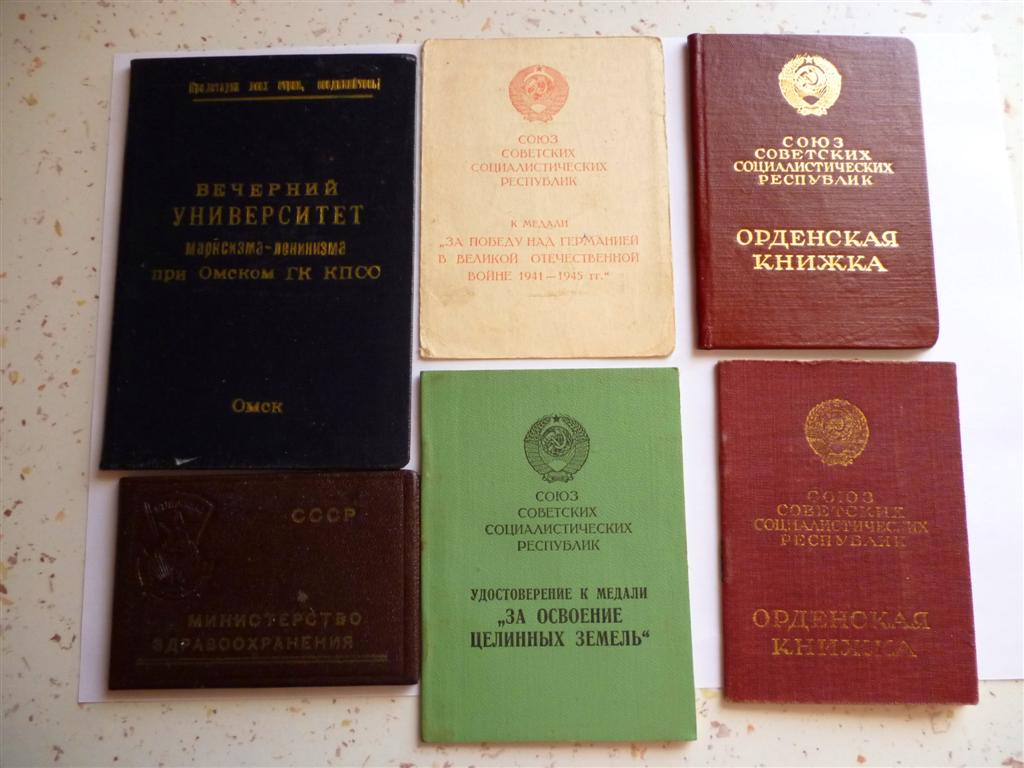 Пролетарии всех стран, соединяйтесь!
ВЕЧЕРНИЙ
УНИВЕРСИТЕТ
марксизма-ленинизма
при Омском ГК КПСС
Омск
СОЮЗ
СОВЕТСКИХ
СОЦИАЛИСТИЧЕСКИХ
РЕСПУБЛИК
К МЕДАЛИ
„ЗА ПОБЕДУ НАД ГЕРМАНИЕЙ
В ВЕЛИКОЙ ОТЕЧЕСТВЕННОЙ
ВОЙНЕ 1941—1945 гг."
СОЮЗ
СОВЕТСКИХ
СОЦИАЛИСТИЧЕСКИХ
РЕСПУБЛИК
ОРДЕНСКАЯ
КНИЖКА
СССР
МИНИСТЕРСТВО
ЗДРАВООХРАНЕНИЯ
СОЮЗ
СОВЕТСКИХ
СОЦИАЛИСТИЧЕСКИХ
РЕСПУБЛИК
УДОСТОВЕРЕНИЕ К МЕДАЛИ
„ЗА ОСВОЕНИЕ
ЦЕЛИННЫХ ЗЕМЕЛЬ"
СОЮЗ
СОВЕТСКИХ
СОЦИАЛИСТИЧЕСКИХ
РЕСПУБЛИК
ОРДЕНСКАЯ
КНИЖКА